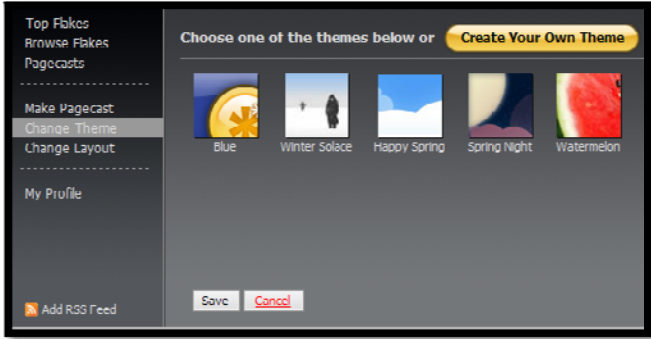 Top Flakes
Browse Flakes
Pagecasts
Make Pagecast
Change Theme
Change Layout
My Profile
Add RSS Feed
Choose one of the themes below or Create Your Own Theme
Blue Winter Solace Happy Spring Spring Night Watermelon
Save Cancel